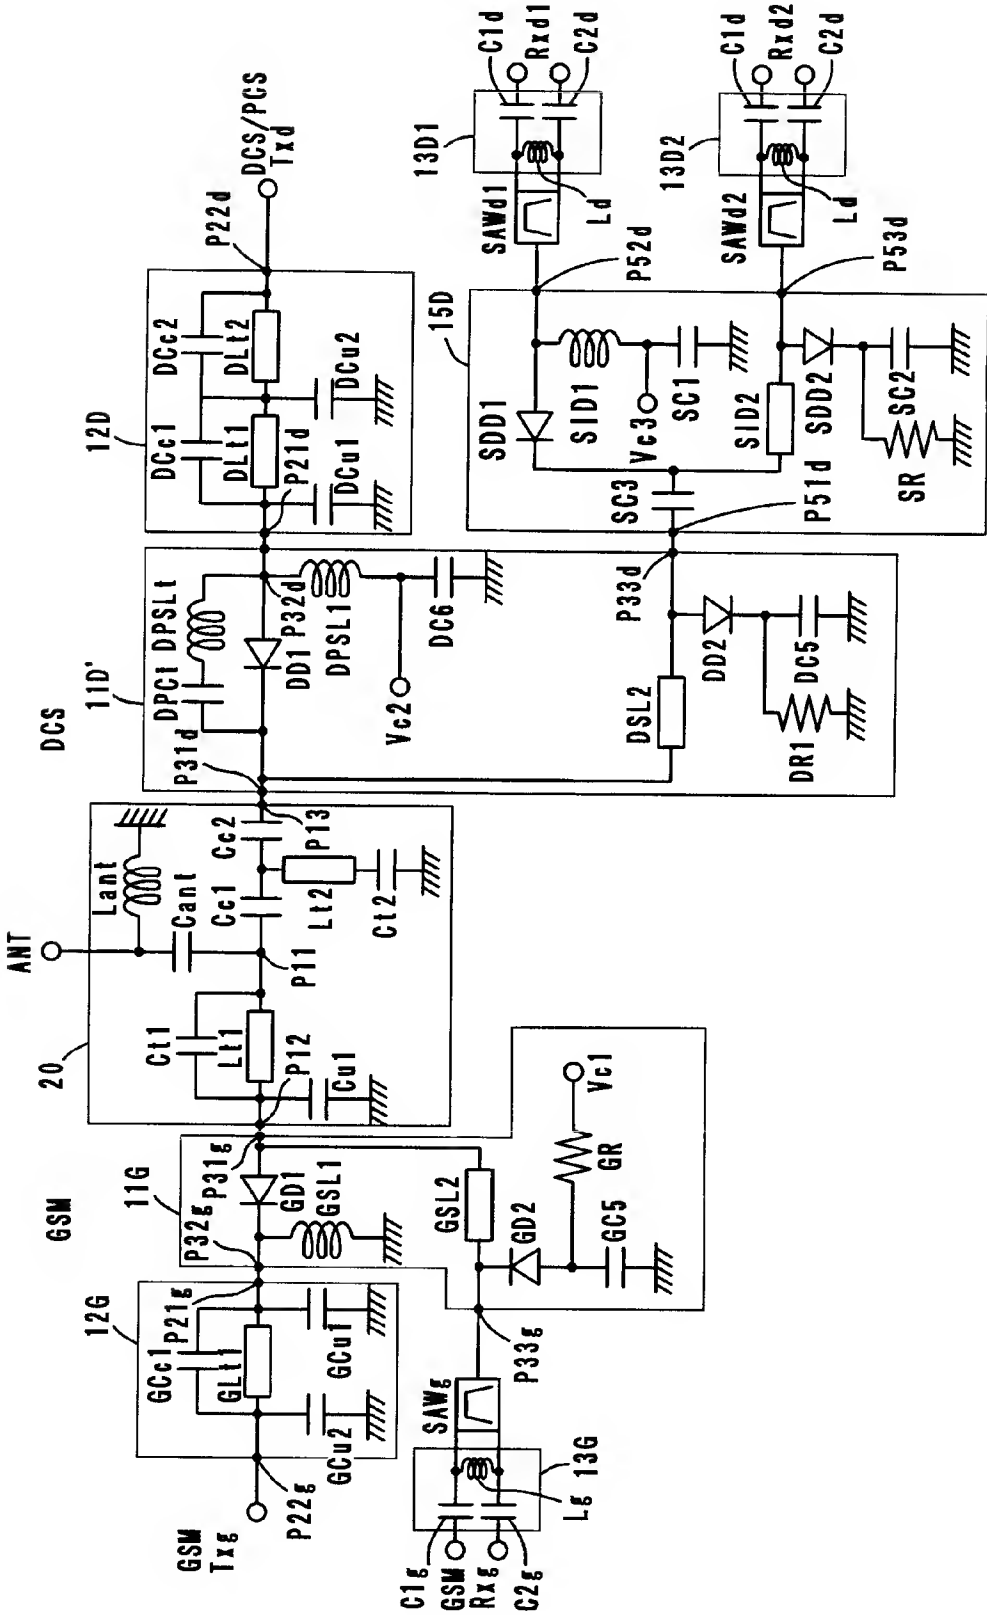 GSM
DCS
ANT
20
Lant
Cant
Ct1
Lt1
P12
Cu1
P11
Cc1
Cc2
P13
Lt2
Ct2
GSM
Txg
P22g
12G
GCc1
GLt1
GCu2
GCu1
P21g
11G
P32g
P31g
GD1
GSL1
GSL2
GD2
GR
Vc1
GC5
P33g
SAWg
Lg
13G
C1g
GSM
Rxg
C2g
11D'
P31d
DPCt
DPSLt
DD1
P32d
DPSL1
Vc2
DC6
DSL2
DD2
DR1
DC5
P33d
12D
DCc1
DCc2
DLt1
DLt2
P21d
DCu1
DCu2
P22d
DCS/PCS
Txd
15D
P51d
SC3
SDD1
SID1
Vc3
SC1
SID2
SDD2
SR
SC2
P52d
P53d
SAWd1
Ld
13D1
C1d
Rxd1
C2d
SAWd2
Ld
13D2
C1d
Rxd2
C2d